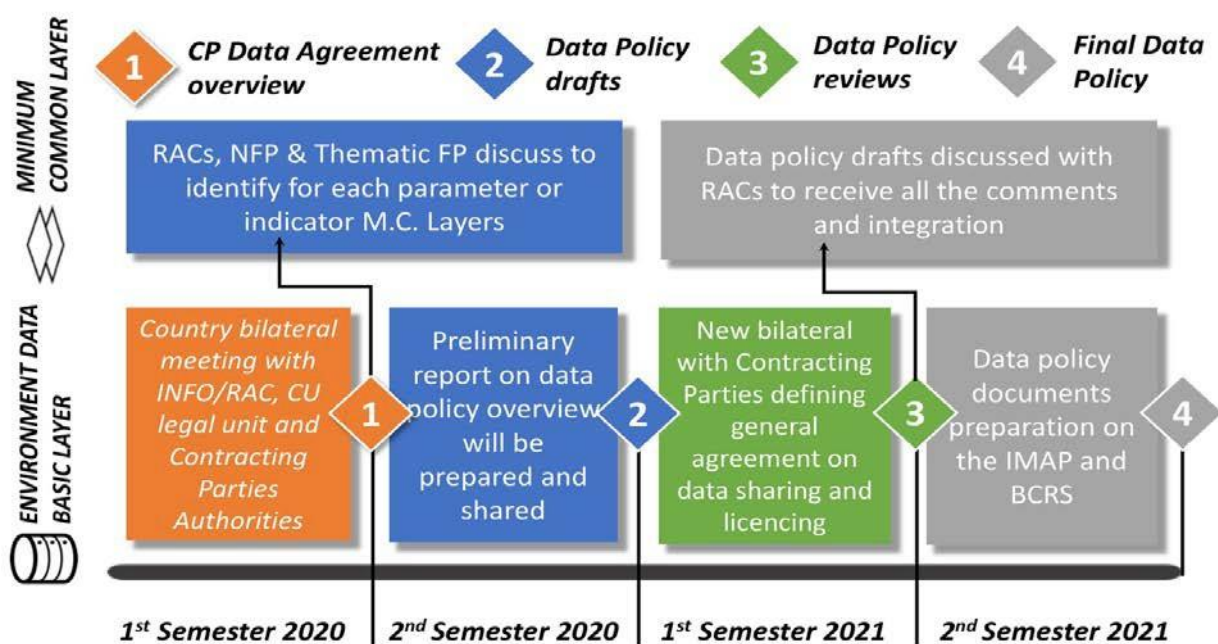 1
CP Data Agreement
overview
2
Data Policy
drafts
3
Data Policy
reviews
4
Final Data
Policy
MINIMUM
COMMON LAYER
RACs, NFP & Thematic FP discuss to
identify for each parameter or
indicator M.C. Layers
Data policy drafts discussed with
RACs to receive all the comments
and integration
ENVIRONMENT DATA
BASIC LAYER
Country bilateral
meeting with
INFO/RAC, CU
legal unit and
Contracting
Parties
Authorities
1
Preliminary
report on data
policy overview
will be
prepared and
shared
2
New bilateral
with Contracting
Parties defining
general
agreement on
data sharing and
licencing
3
Data policy
documents
preparation on
the IMAP and
BCRS
4
1st Semester 2020
2nd Semester 2020
1st Semester 2021
2nd Semester 2021